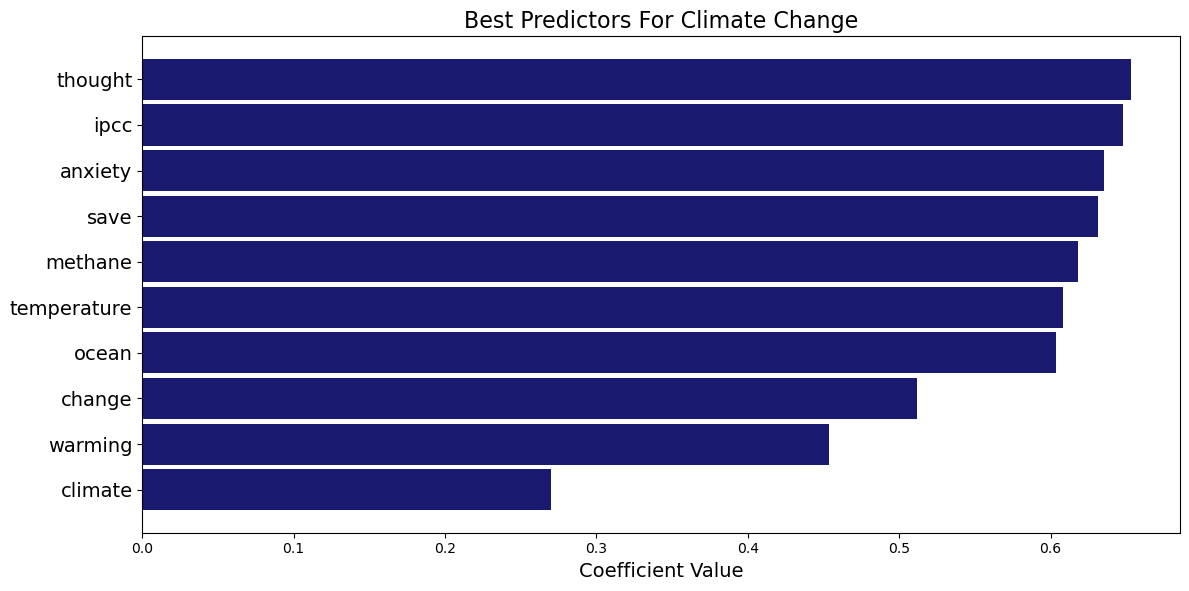 Best Predictors For Climate Change
thought
ipcc
anxiety
save
methane
temperature
ocean
change
warming
climate
0.0 0.1 0.2 0.3 0.4 0.5 0.6
Coefficient Value